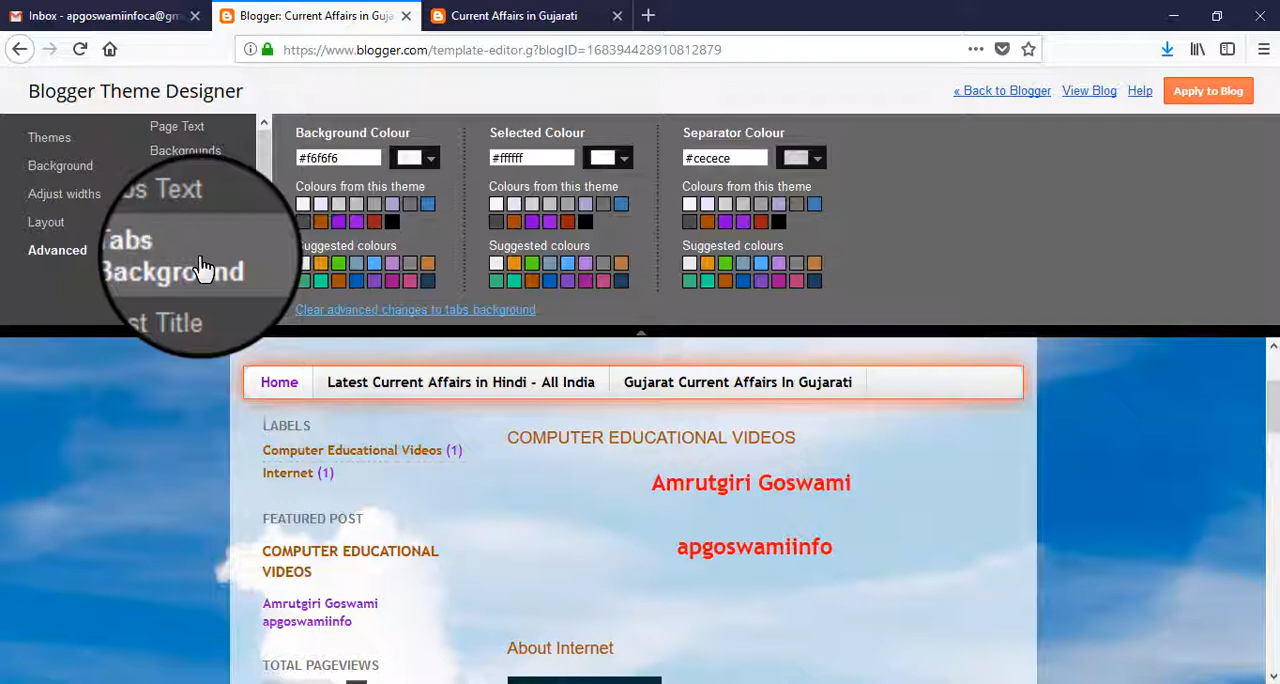 Inbox - apgoswamiinfoca@gm
Blogger: Current Affairs in Guja
Current Affairs in Gujarati
https://www.blogger.com/template-editor.g?blogID=168394428910812879
Blogger Theme Designer
« Back to Blogger
View Blog
Help
Apply to Blog
Themes
Background
Adjust widths
Layout
Advanced
Page Text
Backgrounds
Text
Tabs
Background
Title
Background Colour
#f6f6f6
Colours from this theme
Suggested colours
Selected Colour
#ffffff
Colours from this theme
Suggested colours
Separator Colour
#cecece
Colours from this theme
Suggested colours
Clear advanced changes to tabs background
Home
Latest Current Affairs in Hindi - All India
Gujarat Current Affairs In Gujarati
LABELS
Computer Educational Videos (1)
Internet (1)
FEATURED POST
COMPUTER EDUCATIONAL
VIDEOS
Amrutgiri Goswami
apgoswamiinfo
TOTAL PAGEVIEWS
COMPUTER EDUCATIONAL VIDEOS
Amrutgiri Goswami
apgoswamiinfo
About Internet